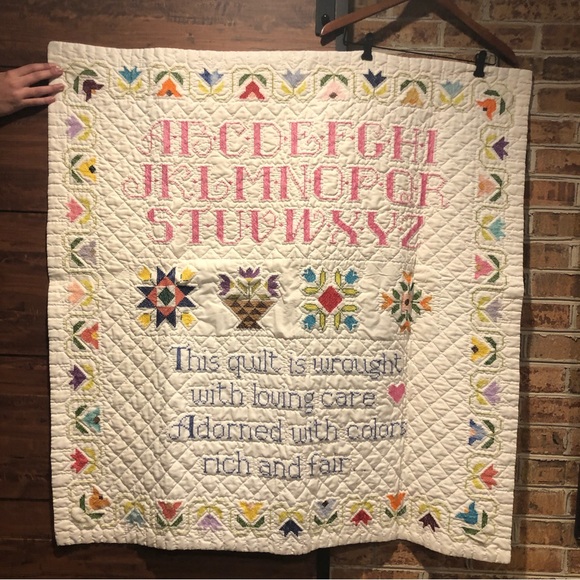 ABCDEFGHI
JKLMNOPQR
STUVWXYZ
This quilt is wrought
with loving care
Adorned with colors
rich and fair